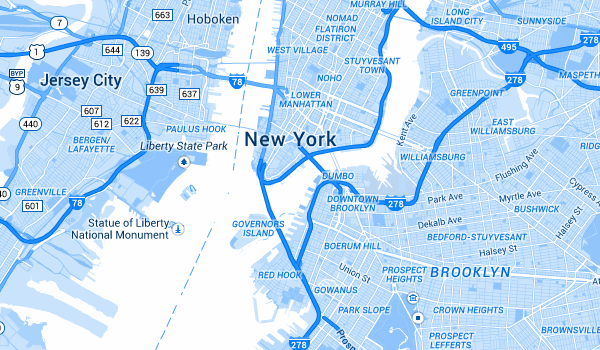 MURRAY HILL
663
Hoboken
NOMAD
FLATIRON
DISTRICT
LONG
ISLAND CITY
SUNNYSIDE
7
1
644
139
WEST VILLAGE
495
278
STUYVESANT
TOWN
BYP
9
Jersey City
78
NOHO
278
MASPETH
639
637
LOWER
MANHATTAN
GREENPOINT
607
612
622
440
PAULUS HOOK
New York
Kent Ave
EAST
WILLIAMSBURG
BERGEN/
LAFAYETTE
Liberty State Park
WILLIAMSBURG
Flushing Ave
DUMBO
GREENVILLE
601
78
DOWNTOWN
BROOKLYN
278
Park Ave
Myrtle Ave
BUSHWICK
Cypress A
Statue of Liberty
National Monument
GOVERNORS
ISLAND
Dekalb Ave
Halsey St
BEDFORD-STUYVESANT
Halsey St
BOERUM HILL
RED HOOK
Union St
PROSPECT
HEIGHTS
BROOKLYN
GOWANUS
PARK SLOPE
CROWN HEIGHTS
BROWNSVILLE
278
PROSPECT
LEFFERTS